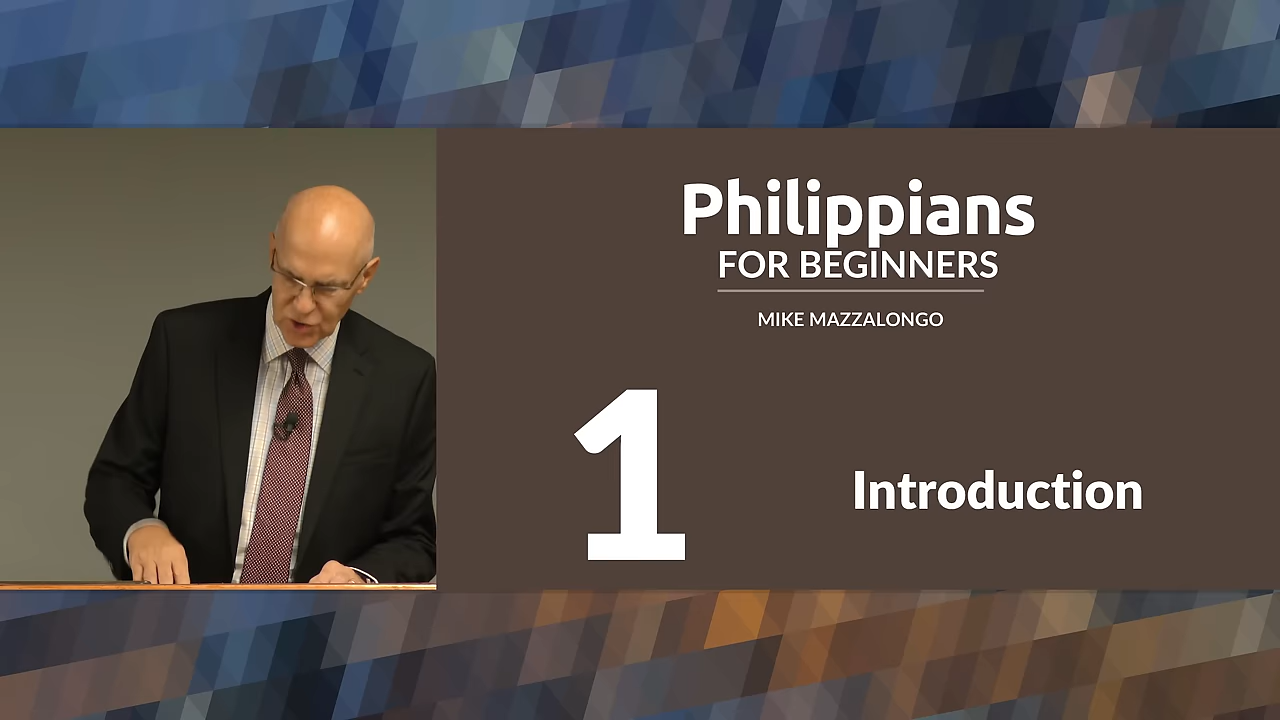 Philippians
FOR BEGINNERS
MIKE MAZZALONGO
1
Introduction